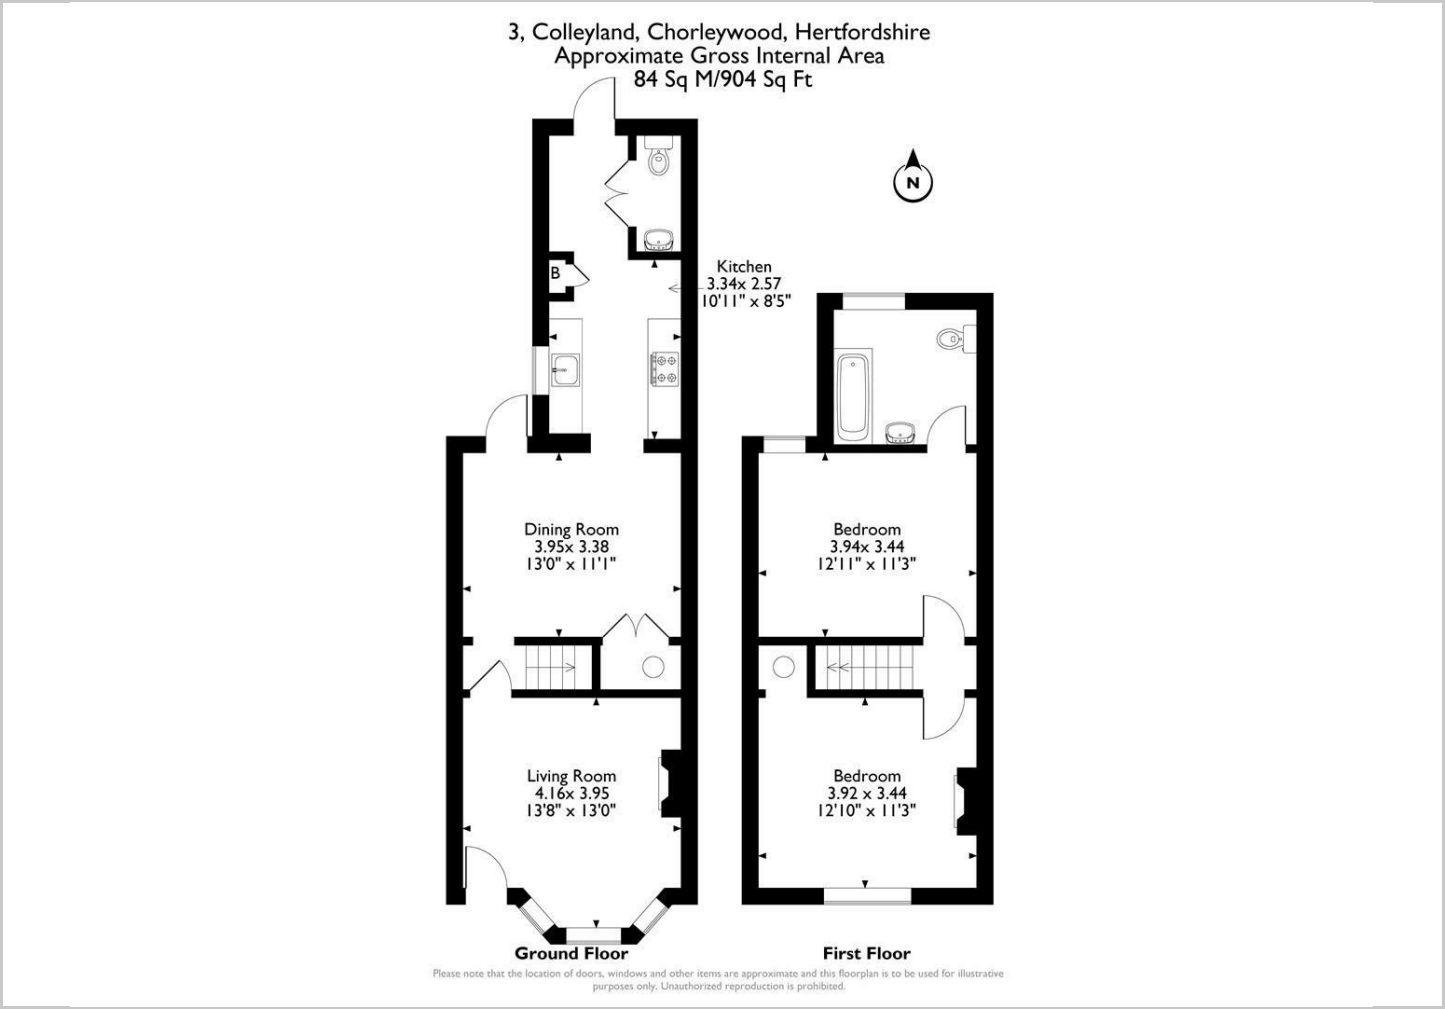 3, Colleyland, Chorleywood, Hertfordshire
Approximate Gross Internal Area
84 Sq M/904 Sq Ft
N
B
Kitchen
3.34x 2.57
10'11" x 8'5"
Dining Room
3.95x 3.38
13'0" x 11'1"
Bedroom
3.94x 3.44
12'11" x 11'3"
Living Room
4.16x 3.95
13'8" x 13'0"
Bedroom
3.92 x 3.44
12'10" x 11'3"
Ground Floor
First Floor
Please note that the location of doors, windows and other items are approximate and this floorplan is to be used for illustrative
purposes only. Unauthorized reproduction is prohibited.